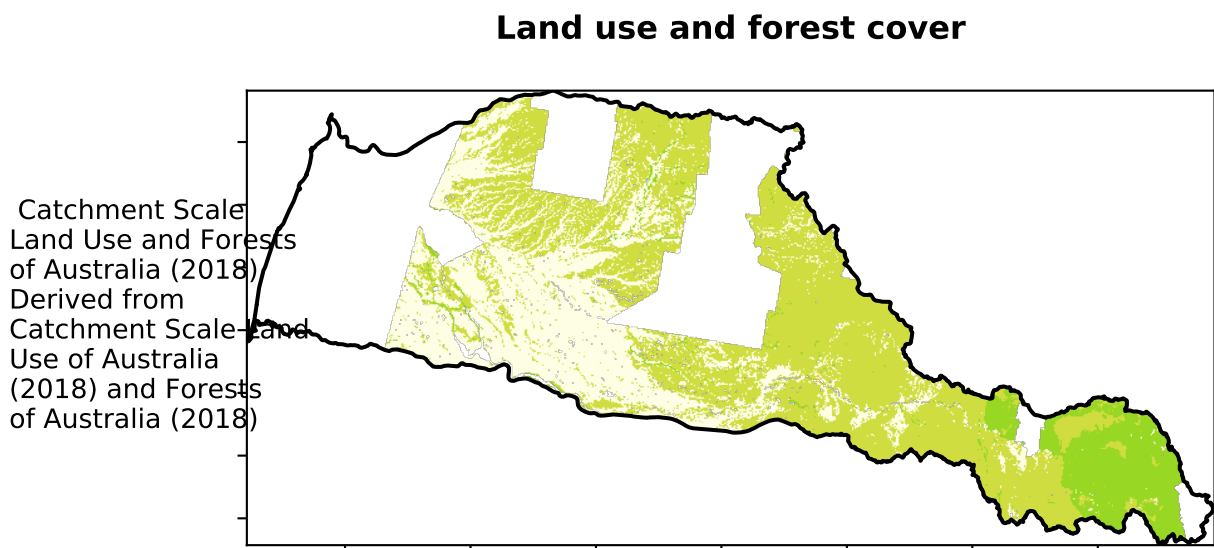 Land use and forest cover
Catchment Scale
Land Use and Forests
of Australia (2018)
Derived from
Catchment Scale Land
Use of Australia
(2018) and Forests
of Australia (2018)